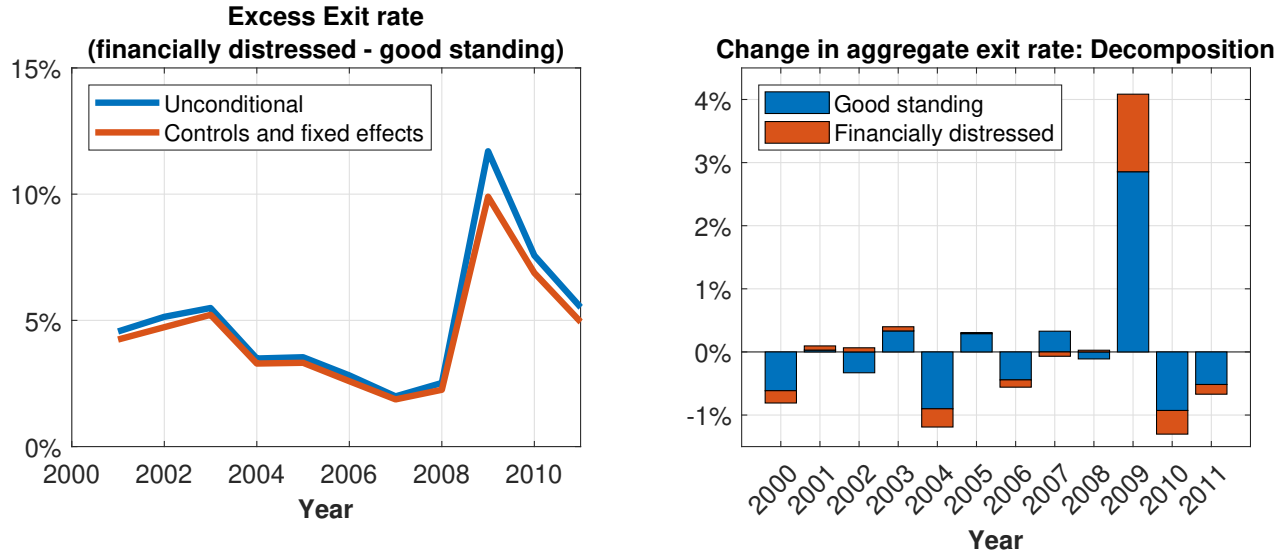 Excess Exit rate
(financially distressed - good standing)
15%
10%
5%
0%
Unconditional
Controls and fixed effects
2000 2002 2004 2006 2008 2010
Year
Change in aggregate exit rate: Decomposition
4%
3%
2%
1%
0%
-1%
Good standing
Financially distressed
2000 2001 2002 2003 2004 2005 2006 2007 2008 2009 2010 2011
Year